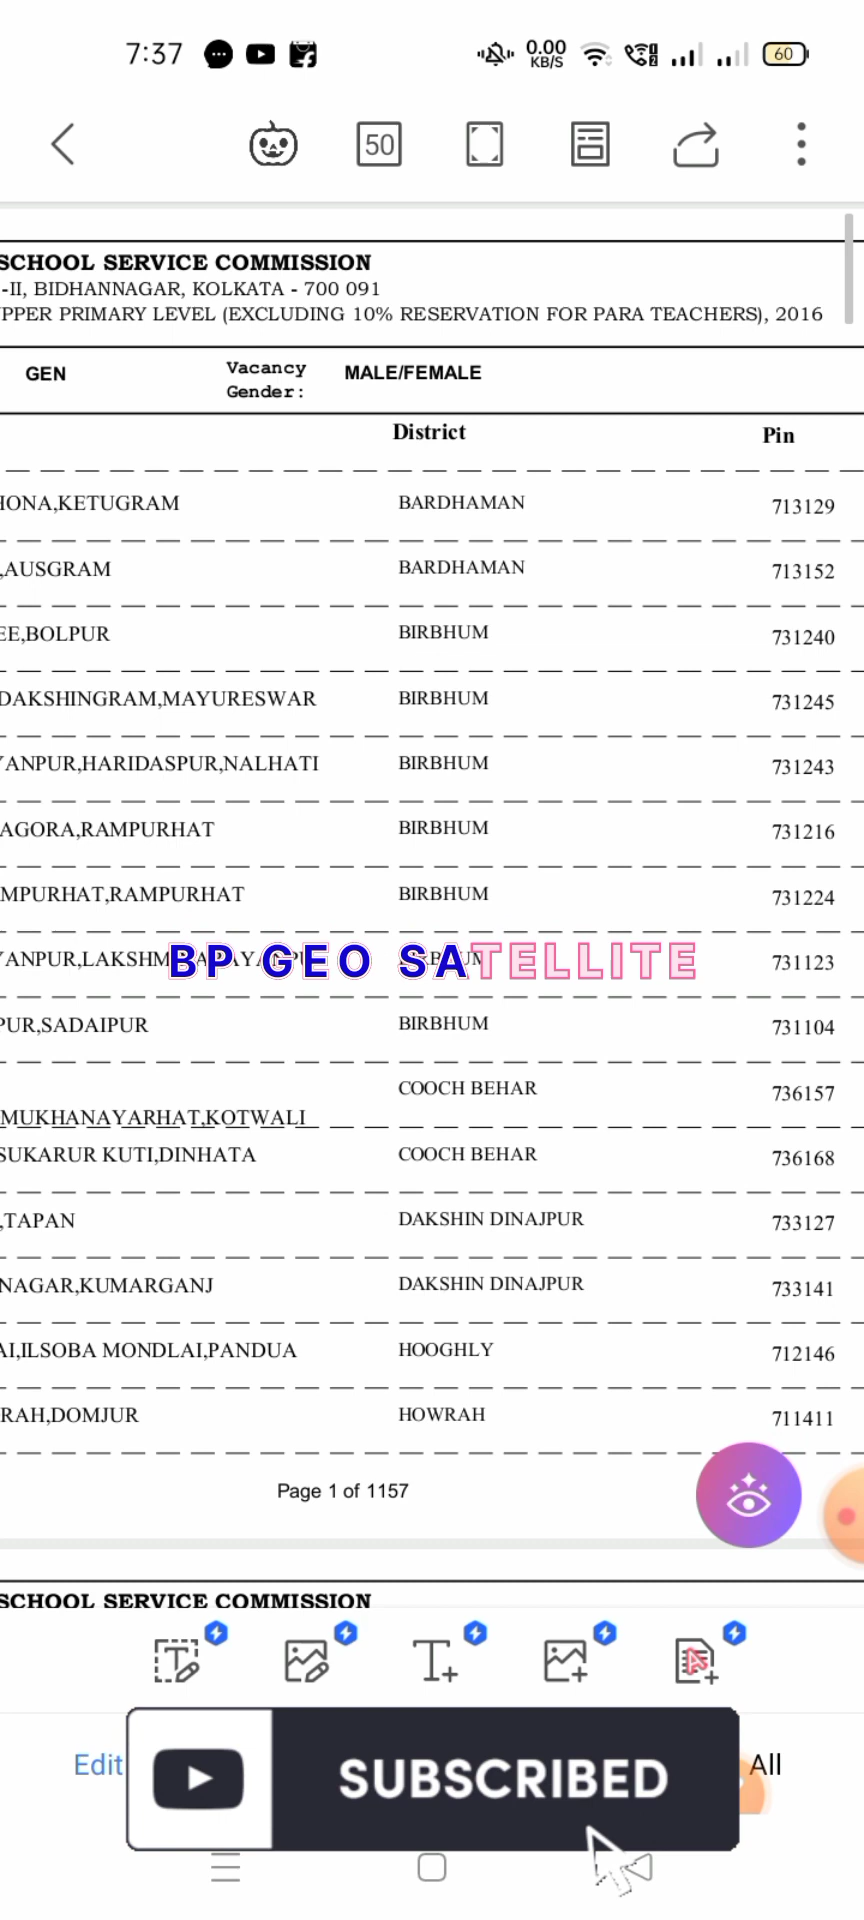 7:37
0.00 KB/S
60
50
SCHOOL SERVICE COMMISSION
-II, BIDHANNAGAR, KOLKATA - 700 091
PPER PRIMARY LEVEL (EXCLUDING 10% RESERVATION FOR PARA TEACHERS), 2016
GEN Vacancy Gender: MALE/FEMALE
District Pin
HONA,KETUGRAM BARDHAMAN 713129
,AUSGRAM BARDHAMAN 713152
EE,BOLPUR BIRBHUM 731240
DAKSHINGRAM,MAYURESWAR BIRBHUM 731245
YANPUR,HARIDASPUR,NALHATI BIRBHUM 731243
AGORA,RAMPURHAT BIRBHUM 731216
MPURHAT,RAMPURHAT BIRBHUM 731224
YANPUR, 731123
BP GEO SATELLITE
PUR,SADAIPUR BIRBHUM 731104
COOCH BEHAR 736157
MUKHANAYARHAT,KOTWALI
SUKARUR KUTI,DINHATA COOCH BEHAR 736168
,TAPAN DAKSHIN DINAJPUR 733127
NAGAR,KUMARGANJ DAKSHIN DINAJPUR 733141
AI,ILSOBA MONDLAI,PANDUA HOOGHLY 712146
RAH,DOMJUR HOWRAH 711411
Page 1 of 1157
SCHOOL SERVICE COMMISSION
Edit All
SUBSCRIBED